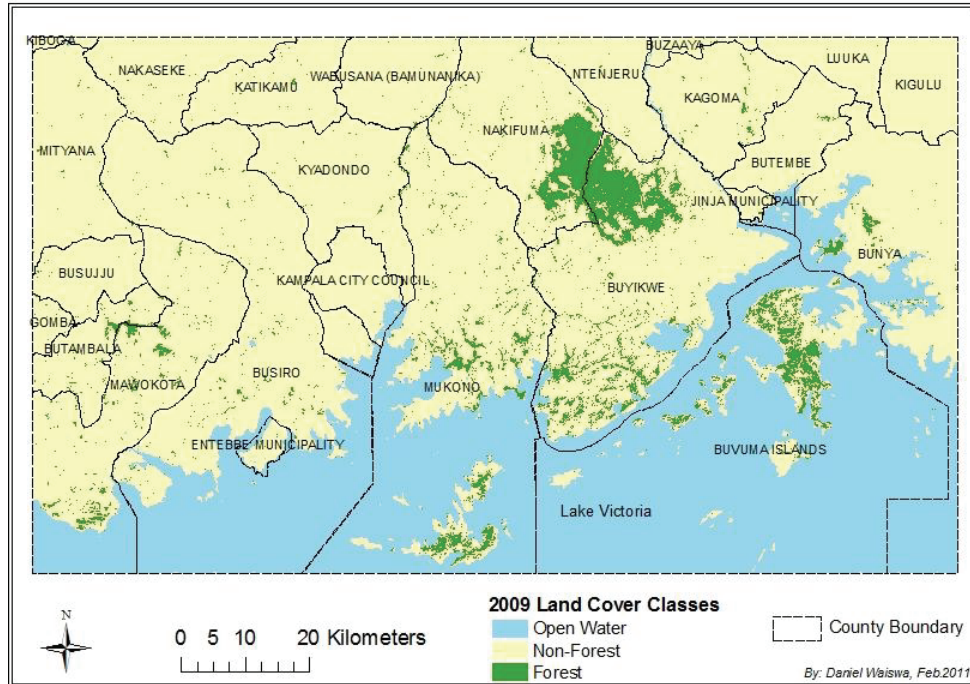 KIBOGA
NAKASEKE
KATIKAMU
WABUSANA (BAMUNANIKA)
NTENJERU
BUZAAYA
LUUKA
KIGULU
KAGOMA
NAKIFUMA
MITYANA
KYADONDO
BUTEMBE
JINJA MUNICIPALITY
BUSUJJU
KAMPALA CITY COUNCIL
BUYIKWE
BUNYA
GOMBA
BUTAMBALA
MAWOKOTA
BUSIRO
MUKONO
ENTEBBE MUNICIPALITY
BUVUMA ISLANDS
Lake Victoria
N
0 5 10 20 Kilometers
2009 Land Cover Classes
Open Water
Non-Forest
Forest
County Boundary
By: Daniel Waiswa, Feb.2011